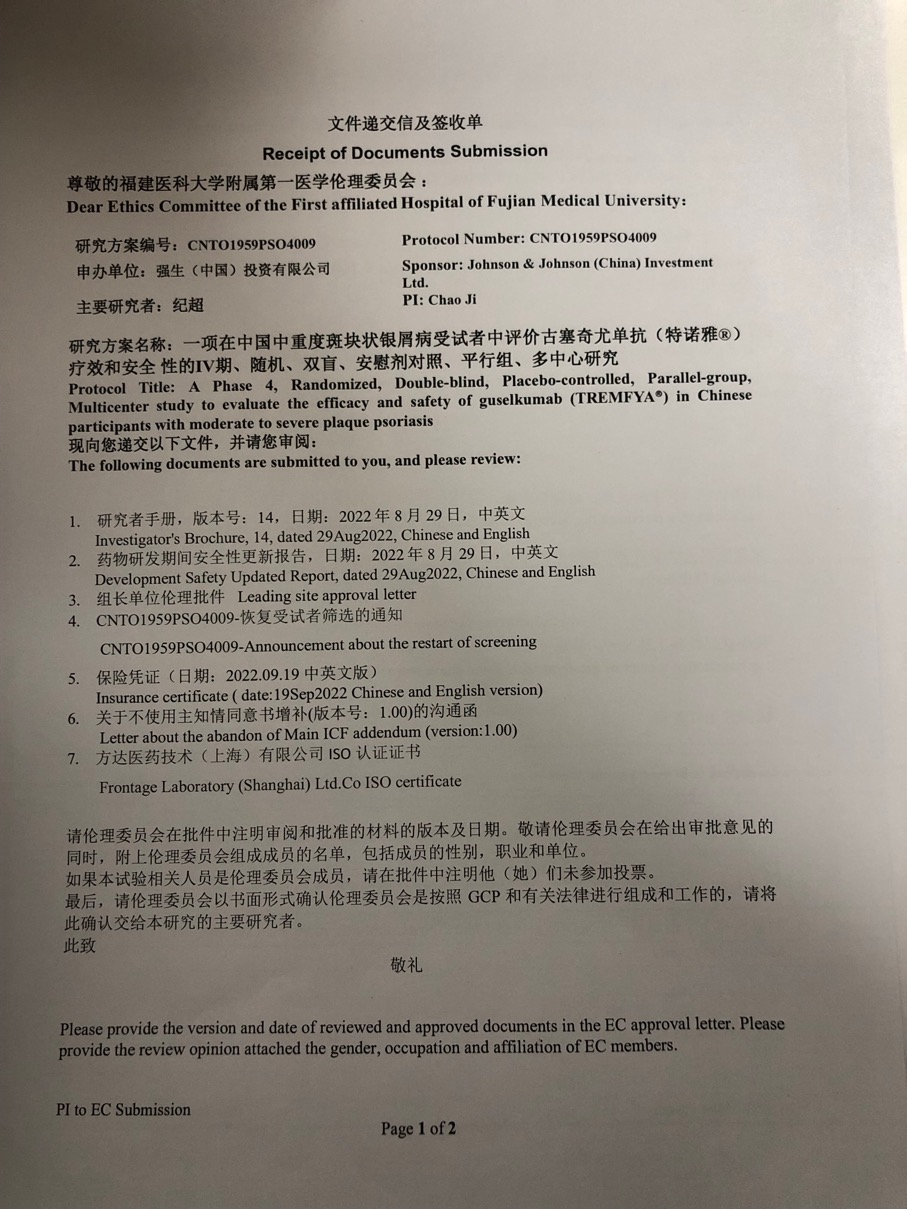 文件递交信及签收单
Receipt of Documents Submission
尊敬的福建医科大学附属第一医学伦理委员会：
Dear Ethics Committee of the First affiliated Hospital of Fujian Medical University:
研究方案编号：CNTO1959PSO4009
Protocol Number: CNTO1959PSO4009
申办单位：强生（中国）投资有限公司
Sponsor: Johnson & Johnson (China) Investment
Ltd.
主要研究者：纪超
PI: Chao Ji
研究方案名称：一项在中国中重度斑块状银屑病受试者中评价古塞奇尤单抗（特诺雅®）
疗效和安全 性的IV期、随机、双盲、安慰剂对照、平行组、多中心研究
Protocol Title: A Phase 4, Randomized, Double-blind, Placebo-controlled, Parallel-group,
Multicenter study to evaluate the efficacy and safety of guselkumab (TREMFYA®) in Chinese
participants with moderate to severe plaque psoriasis
现向您递交以下文件，并请您审阅：
The following documents are submitted to you, and please review:
1. 研究者手册，版本号：14，日期：2022年8月29日，中英文
Investigator's Brochure, 14, dated 29Aug2022, Chinese and English
2. 药物研发期间安全性更新报告，日期：2022年8月29日，中英文
Development Safety Updated Report, dated 29Aug2022, Chinese and English
3. 组长单位伦理批件 Leading site approval letter
4. CNTO1959PSO4009-恢复受试者筛选的通知
CNTO1959PSO4009-Announcement about the restart of screening
5. 保险凭证（日期：2022.09.19 中英文版）
Insurance certificate ( date:19Sep2022 Chinese and English version)
6. 关于不使用主知情同意书增补(版本号：1.00)的沟通函
Letter about the abandon of Main ICF addendum (version:1.00)
7. 方达医药技术（上海）有限公司 ISO 认证证书
Frontage Laboratory (Shanghai) Ltd.Co ISO certificate
请伦理委员会在批件中注明审阅和批准的材料的版本及日期。敬请伦理委员会在给出审批意见的
同时，附上伦理委员会组成成员的名单，包括成员的性别，职业和单位。
如果本试验相关人员是伦理委员会成员，请在批件中注明他（她）们未参加投票。
最后，请伦理委员会以书面形式确认伦理委员会是按照 GCP 和有关法律进行组成和工作的，请将
此确认交给本研究的主要研究者。
此致
敬礼
Please provide the version and date of reviewed and approved documents in the EC approval letter. Please
provide the review opinion attached the gender, occupation and affiliation of EC members.
PI to EC Submission
Page 1 of 2